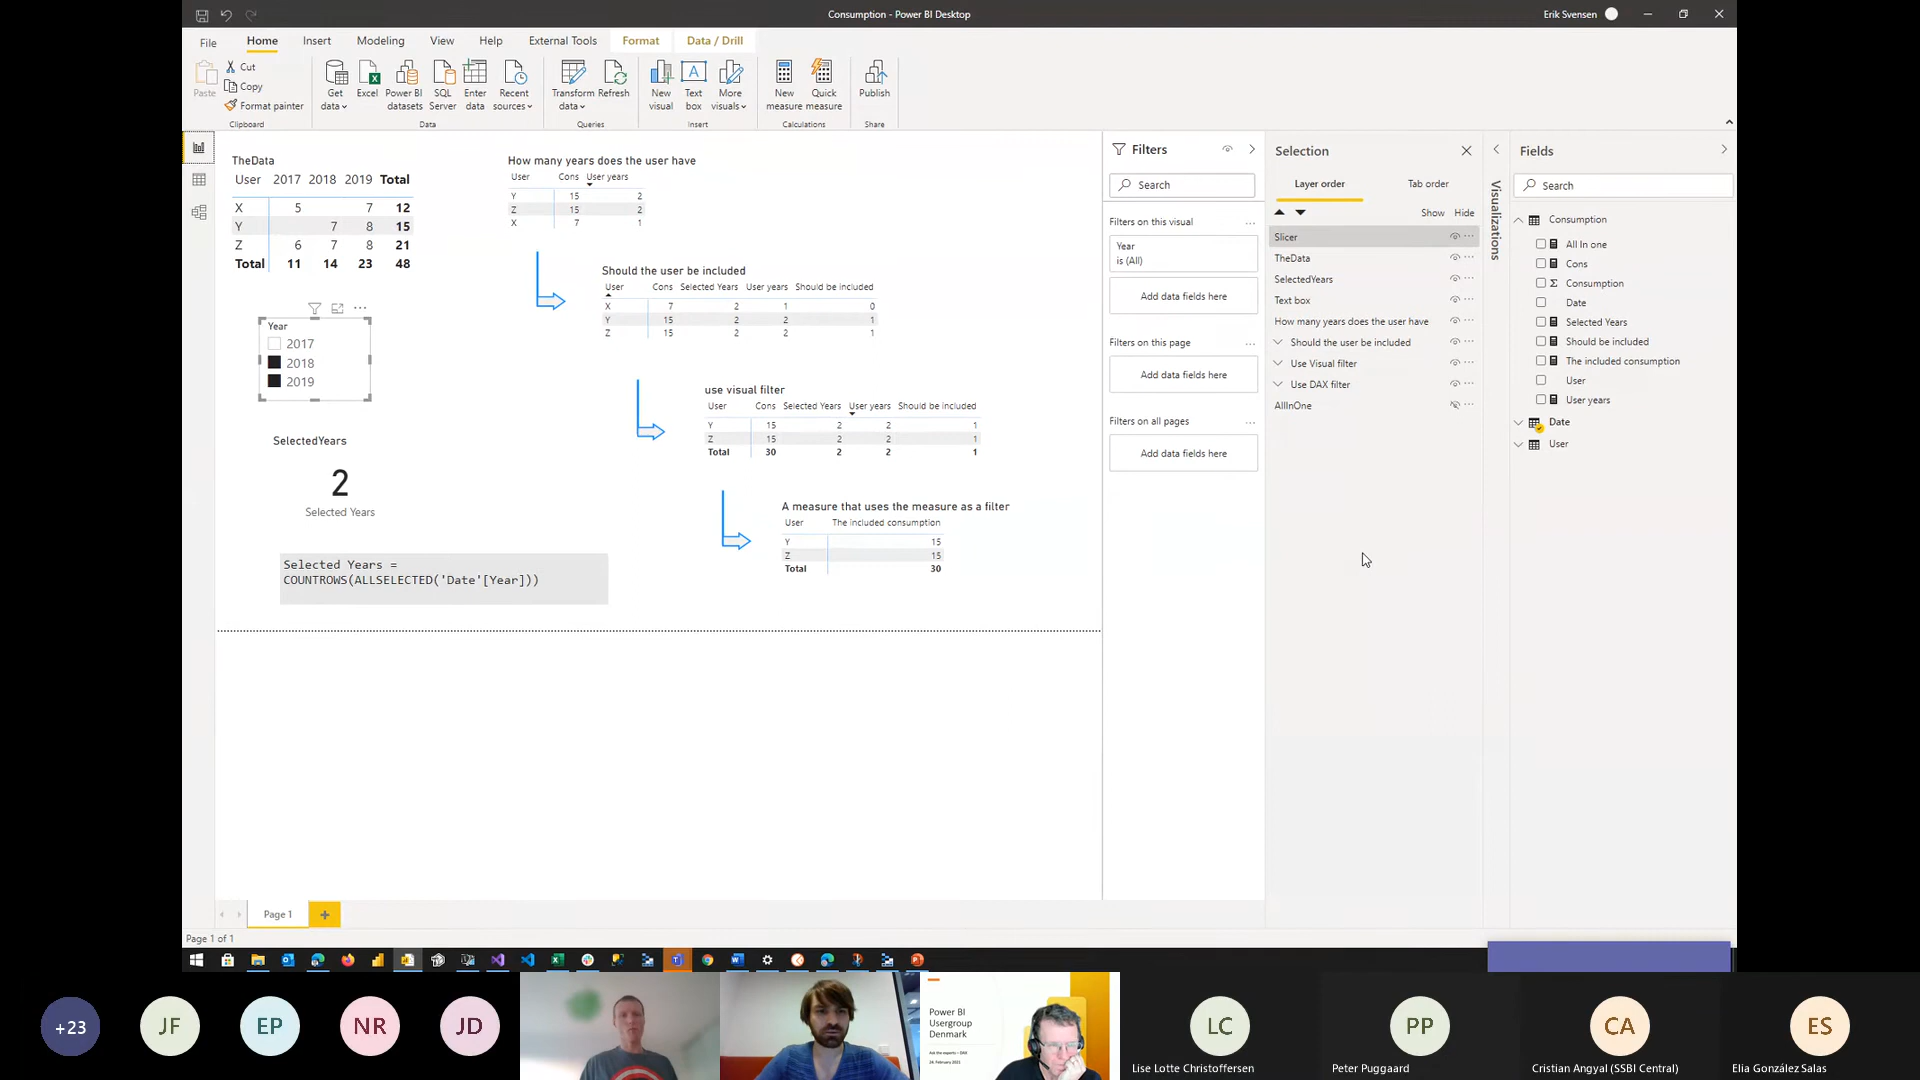 Consumption - Power BI Desktop
Erik Svensen
File Home Insert Modeling View Help External Tools Format Data / Drill
Paste
Cut
Copy
Format painter
Clipboard
Get data
Excel
Power BI datasets
SQL Server
Enter data
Recent sources
Data
Transform data
Refresh
Queries
New visual
Text box
More visuals
Insert
New measure
Quick measure
Calculations
Publish
Share
TheData
User 2017 2018 2019 Total
X 5 7 12
Y 7 8 15
Z 6 7 8 21
Total 11 14 23 48
Year
2017
2018
2019
SelectedYears
2
Selected Years
Selected Years =
COUNTROWS(ALLSELECTED('Date'[Year]))
How many years does the user have
User Cons User years
Y 15 2
Z 15 2
X 7 1
Should the user be included
User Cons Selected Years User years Should be included
X 7 2 1 0
Y 15 2 2 1
Z 15 2 2 1
use visual filter
User Cons Selected Years User years Should be included
Y 15 2 2 1
Z 15 2 2 1
Total 30 2 2 1
A measure that uses the measure as a filter
User The included consumption
Y 15
Z 15
Total 30
Filters
Search
Filters on this visual
Year
is (All)
Add data fields here
Filters on this page
Add data fields here
Filters on all pages
Add data fields here
Selection
Layer order Tab order
Show Hide
Slicer
TheData
SelectedYears
Text box
How many years does the user have
Should the user be included
Use Visual filter
Use DAX filter
AllInOne
Visualizations
Fields
Search
Consumption
All In one
Cons
Consumption
Date
Selected Years
Should be included
The included consumption
User
User years
Date
User
Page 1
Page 1 of 1
+23
JF
EP
NR
JD
Power BI
Usergroup
Denmark
Ask the experts – DAX
24. February 2021
LC
Lise Lotte Christoffersen
PP
Peter Puggaard
CA
Cristian Angyal (SSBI Central)
ES
Elia González Salas